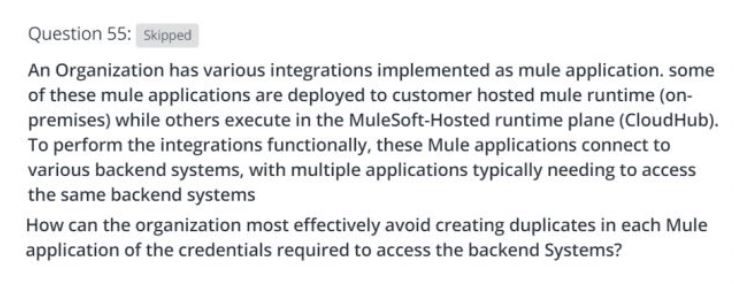 Question 55: Skipped
An Organization has various integrations implemented as mule application. some
of these mule applications are deployed to customer hosted mule runtime (on-
premises) while others execute in the MuleSoft-Hosted runtime plane (CloudHub).
To perform the integrations functionally, these Mule applications connect to
various backend systems, with multiple applications typically needing to access
the same backend systems
How can the organization most effectively avoid creating duplicates in each Mule
application of the credentials required to access the backend Systems?